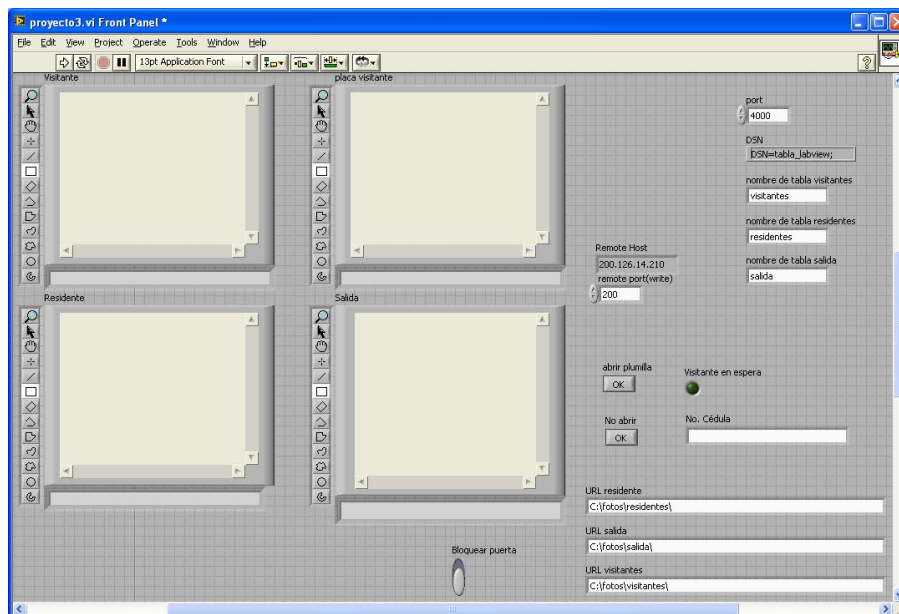 proyecto3.vi Front Panel *
File Edit View Project Operate Tools Window Help
13pt Application Font
Visitante
placa visitante
port
4000
DSN
DSN=tabla_labview;
nombre de tabla visitantes
visitantes
nombre de tabla residentes
residentes
nombre de tabla salida
salida
Remote Host
200.126.14.210
remote port(write)
200
Residente
Salida
abrir plumilla
OK
Visitante en espera
No abrir
OK
No. Cédula
URL residente
C:\fotos\residentes\
URL salida
C:\fotos\salida\
Bloquear puerta
URL visitantes
C:\fotos\visitantes\